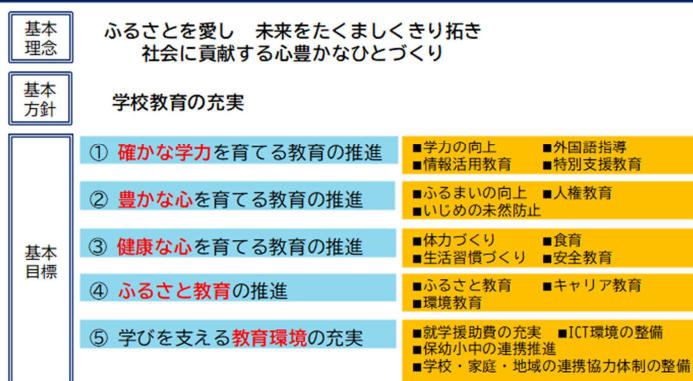 基本
理念
ふるさとを愛し　未来をたくましくきり拓き
社会に貢献する心豊かなひとづくり
基本
方針
学校教育の充実
基本
目標
① 確かな学力を育てる教育の推進
■学力の向上　■外国語指導
■情報活用教育　■特別支援教育
② 豊かな心を育てる教育の推進
■ふるまいの向上　■人権教育
■いじめの未然防止
③ 健康な心を育てる教育の推進
■体力づくり　■食育
■生活習慣づくり　■安全教育
④ ふるさと教育の推進
■ふるさと教育　■キャリア教育
■環境教育
⑤ 学びを支える教育環境の充実
■就学援助費の充実　■ICT環境の整備
■保幼小中の連携推進
■学校・家庭・地域の連携協力体制の整備